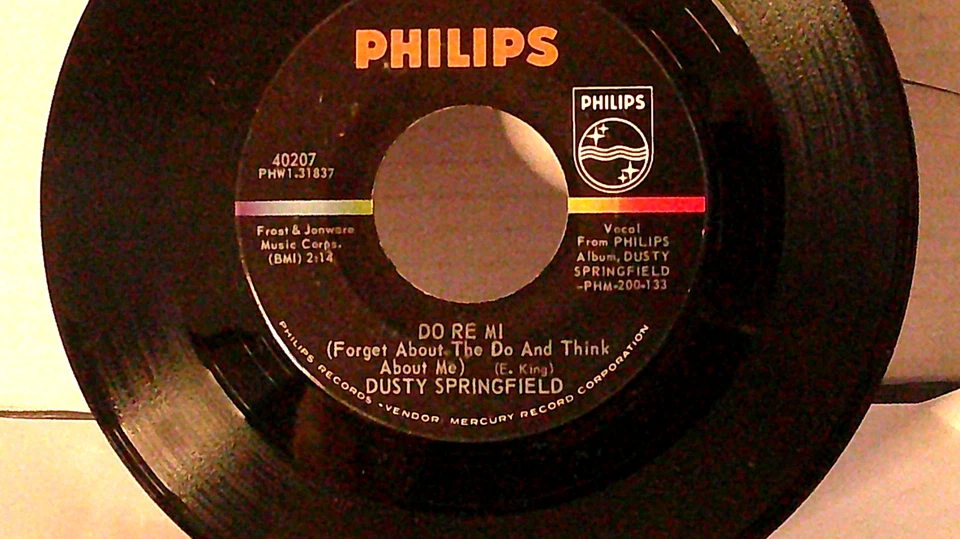 PHILIPS
PHILIPS
40207
PHW1.31837
Frost & Jonware
Music Corps.
(BMI) 2:14
Vocal
From PHILIPS
Album, DUSTY
SPRINGFIELD
-PHM-200-133
DO RE MI
(Forget About The Do And Think
About Me) (E. King)
DUSTY SPRINGFIELD
PHILIPS RECORDS • VENDOR MERCURY RECORD CORPORATION